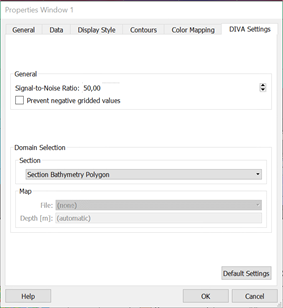 Properties Window 1
General Data Display Style Contours Color Mapping DIVA Settings
General
Signal-to-Noise Ratio: 50,00
Prevent negative gridded values
Domain Selection
Section
Section Bathymetry Polygon
Map
File: (none)
Depth [m]: (automatic)
Default Settings
Help OK Cancel